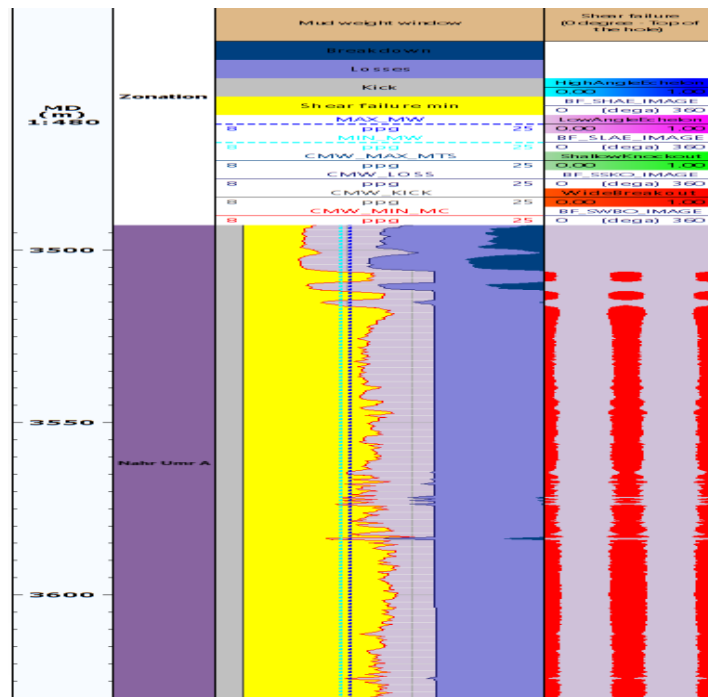 Mud weight window
Shear failure
(0 degree - Top of
the hole)
Breakdown
Losses
Kick
Shear failure min
MD
(m)
1:480
Zonation
MAX_MW
8 ppg 25
MIN_MW
8 ppg 25
CMW_MAX_MTS
8 ppg 25
CMW_LOSS
8 ppg 25
CMW_KICK
8 ppg 25
CMW_MIN_MC
8 ppg 25
HighAngleEchelon
0.00 1.00
BF_SHAE_IMAGE
0 (dega) 360
LowAngleEchelon
0.00 1.00
BF_SLAE_IMAGE
0 (dega) 360
ShallowKnockout
0.00 1.00
BF_SSKO_IMAGE
0 (dega) 360
WideBreakout
0.00 1.00
BF_SWBO_IMAGE
0 (dega) 360
3500
3550
Nahr Umr A
3600